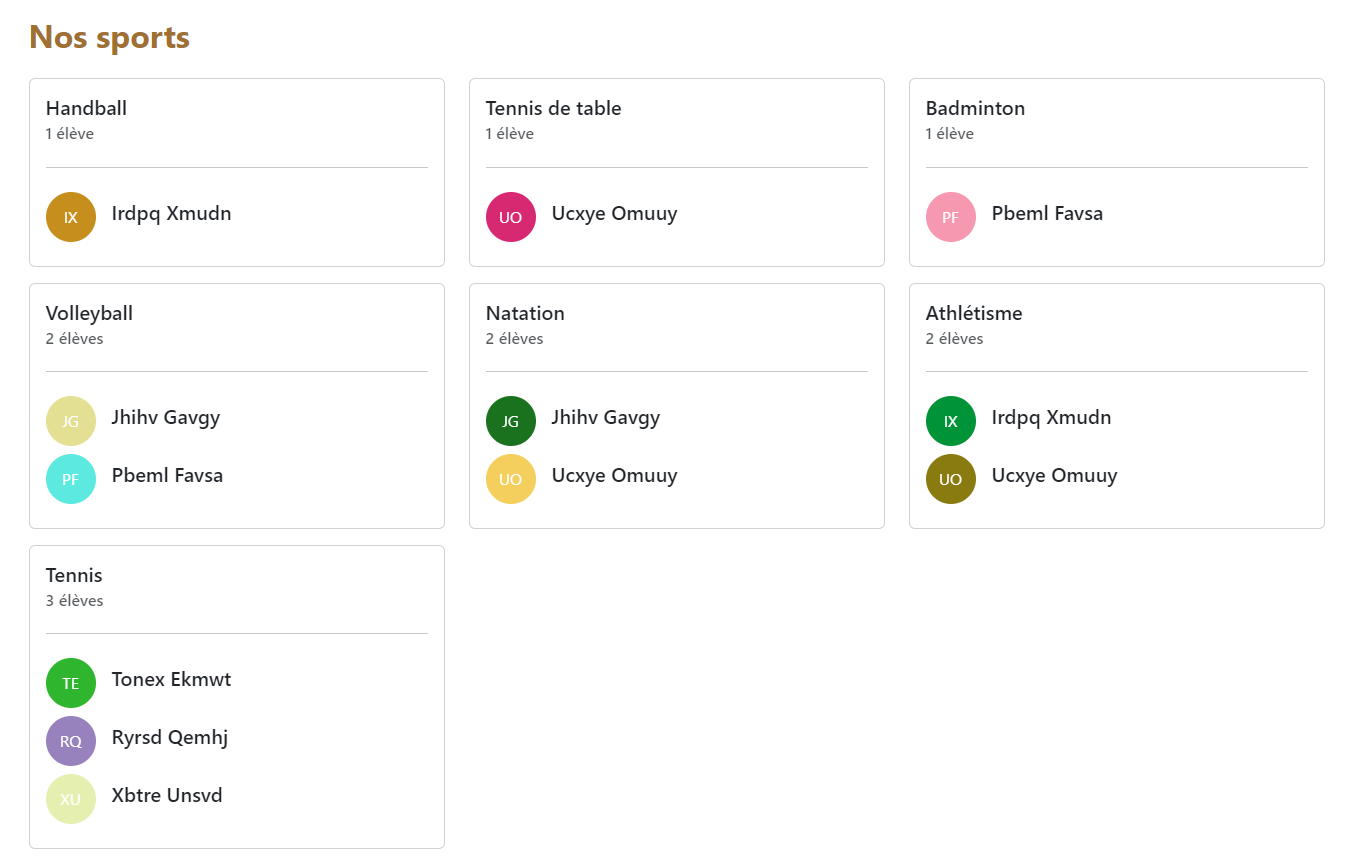 Nos sports
Handball
1 élève
IX Irdpq Xmudn
Tennis de table
1 élève
UO Ucxye Omuuy
Badminton
1 élève
PF Pbeml Favsa
Volleyball
2 élèves
JG Jhihv Gavgy
PF Pbeml Favsa
Natation
2 élèves
JG Jhihv Gavgy
UO Ucxye Omuuy
Athlétisme
2 élèves
IX Irdpq Xmudn
UO Ucxye Omuuy
Tennis
3 élèves
TE Tonex Ekmwt
RQ Ryrsd Qemhj
XU Xbtre Unsvd